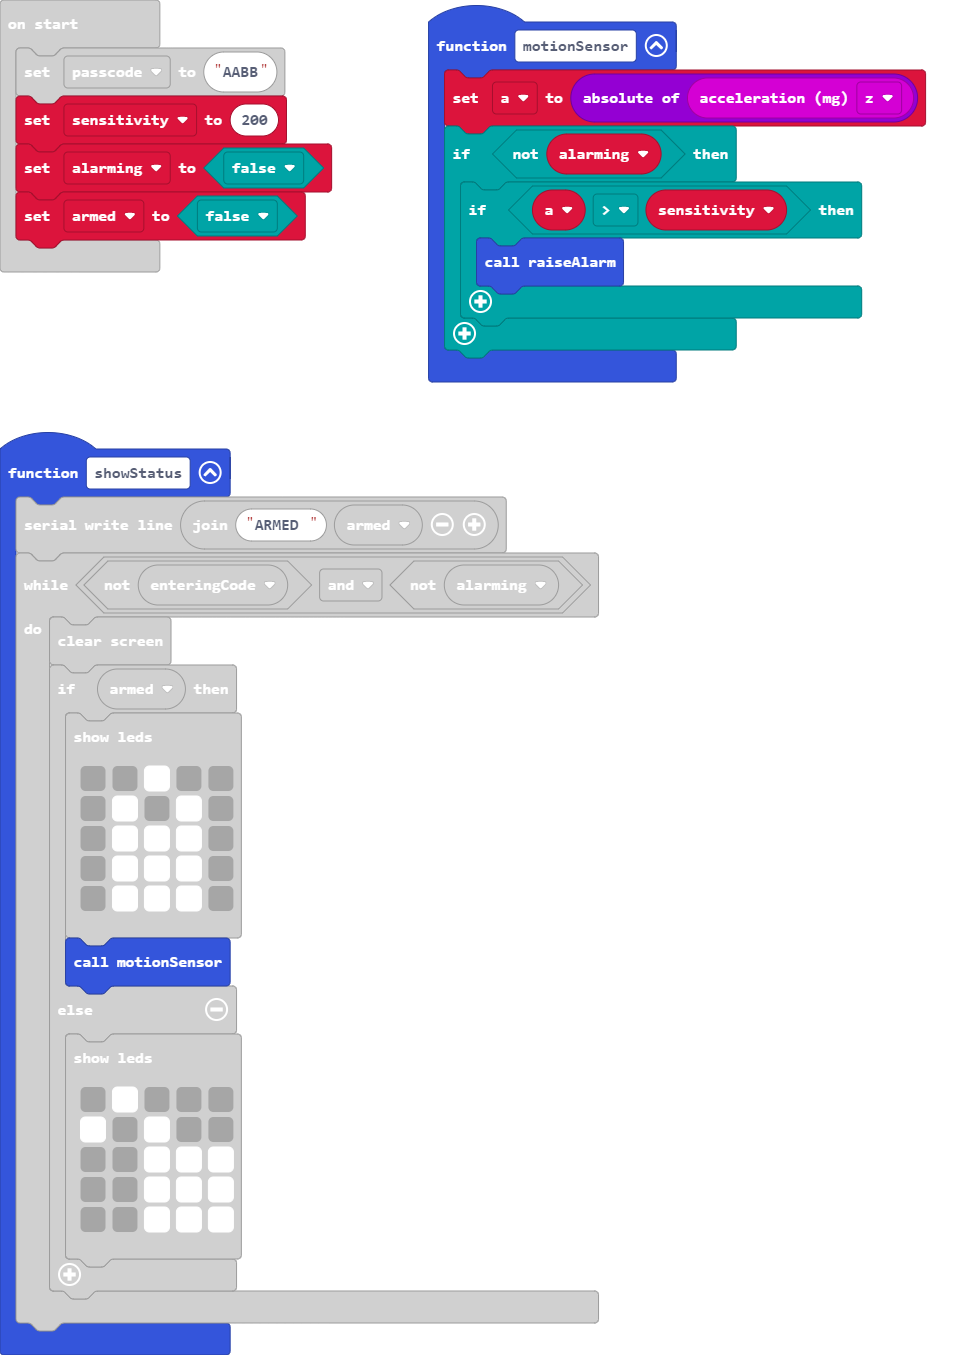 on start
set passcode to "AABB"
set sensitivity to 200
set alarming to false
set armed to false
function motionSensor
set a to absolute of acceleration (mg) z
if not alarming then
if a > sensitivity then
call raiseAlarm
function showStatus
serial write line join "ARMED " armed
while not enteringCode and not alarming
do
clear screen
if armed then
show leds
call motionSensor
else
show leds